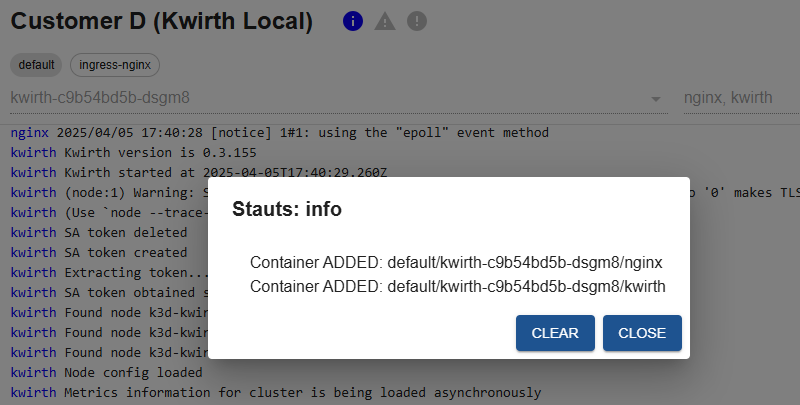 Customer D (Kwirth Local)
default ingress-nginx
kwirth-c9b54bd5b-dsgm8 nginx, kwirth
nginx 2025/04/05 17:40:28 [notice] 1#1: using the "epoll" event method
kwirth Kwirth version is 0.3.155
kwirth Kwirth started at 2025-04-05T17:40:29.260Z
kwirth (node:1) Warning: S o '0' makes TLS
kwirth (Use `node --trace-
kwirth SA token deleted
kwirth SA token created
kwirth Extracting token...
kwirth SA token obtained s
kwirth Found node k3d-kwir
kwirth Found node k3d-kwir
kwirth Found node k3d-kwir
kwirth Node config loaded
kwirth Metrics information for cluster is being loaded asynchronously
Stauts: info
Container ADDED: default/kwirth-c9b54bd5b-dsgm8/nginx
Container ADDED: default/kwirth-c9b54bd5b-dsgm8/kwirth
CLEAR CLOSE